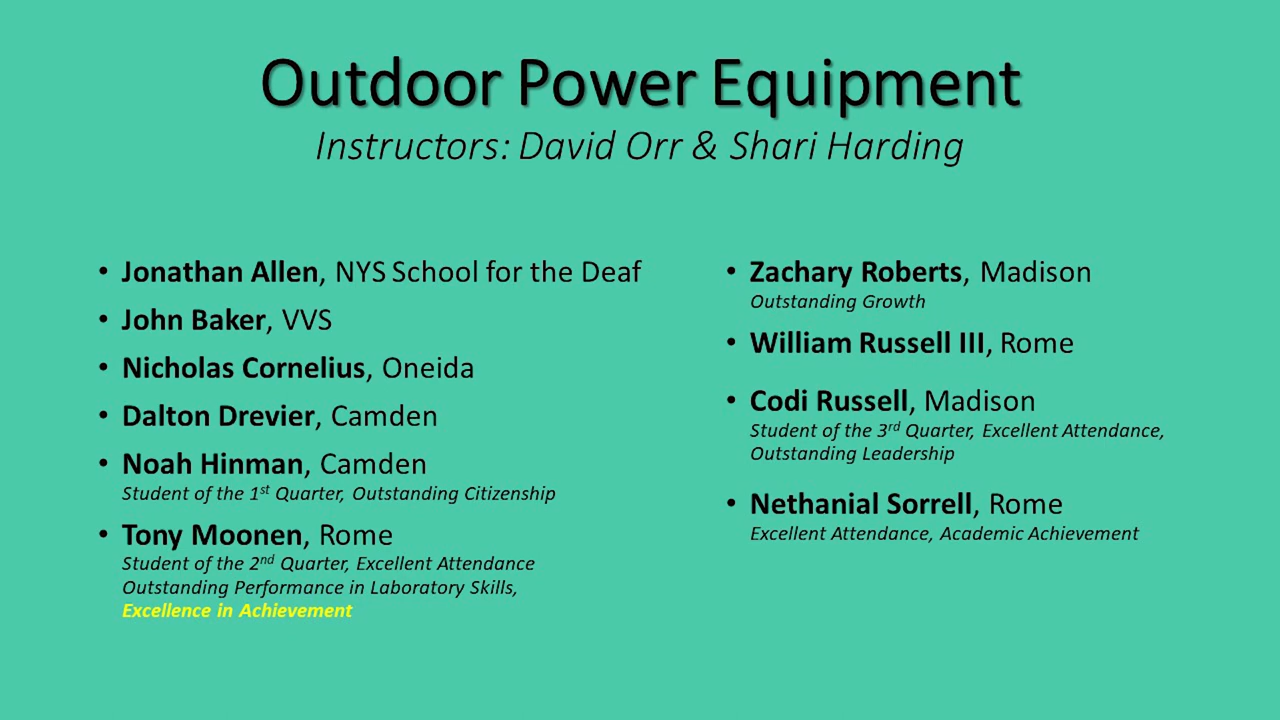 Outdoor Power Equipment
Instructors: David Orr & Shari Harding
• Jonathan Allen, NYS School for the Deaf
• John Baker, VVS
• Nicholas Cornelius, Oneida
• Dalton Drevier, Camden
• Noah Hinman, Camden
Student of the 1st Quarter, Outstanding Citizenship
• Tony Moonen, Rome
Student of the 2nd Quarter, Excellent Attendance
Outstanding Performance in Laboratory Skills,
Excellence in Achievement
• Zachary Roberts, Madison
Outstanding Growth
• William Russell III, Rome
• Codi Russell, Madison
Student of the 3rd Quarter, Excellent Attendance,
Outstanding Leadership
• Nethanial Sorrell, Rome
Excellent Attendance, Academic Achievement